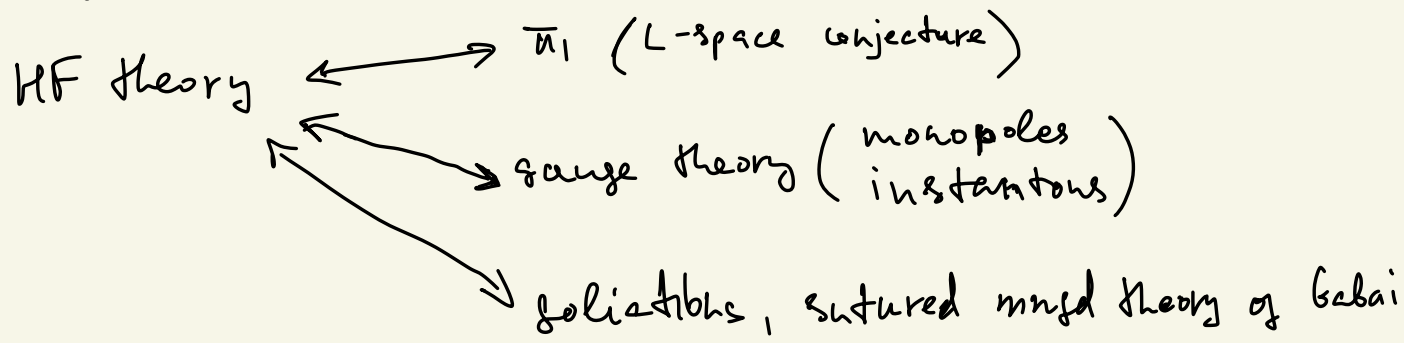 HF theory
π₁ (L-space conjecture)
gauge theory (monopoles
instantons)
foliations, sutured mnfd theory of Gabai